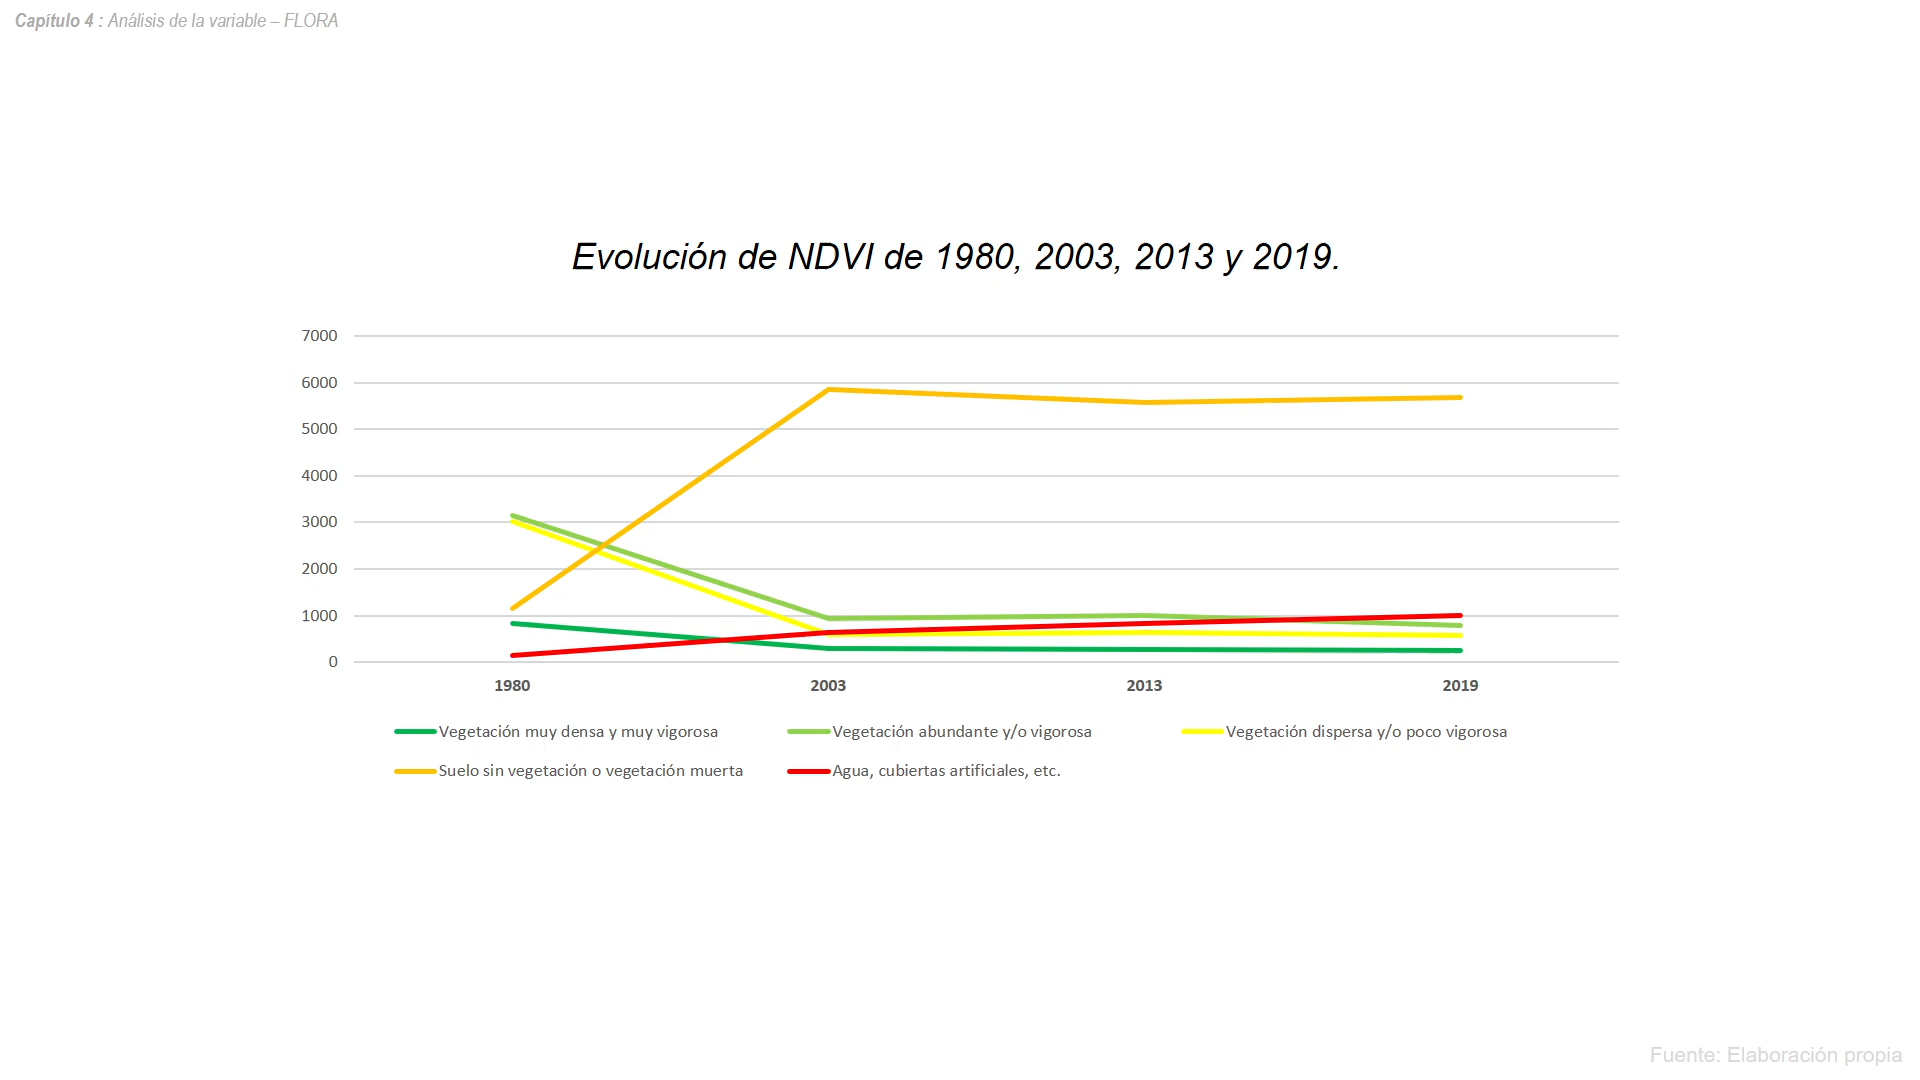 Capítulo 4 : Análisis de la variable – FLORA
Evolución de NDVI de 1980, 2003, 2013 y 2019.
7000
6000
5000
4000
3000
2000
1000
0
1980 2003 2013 2019
Vegetación muy densa y muy vigorosa Vegetación abundante y/o vigorosa Vegetación dispersa y/o poco vigorosa
Suelo sin vegetación o vegetación muerta Agua, cubiertas artificiales, etc.
Fuente: Elaboración propia